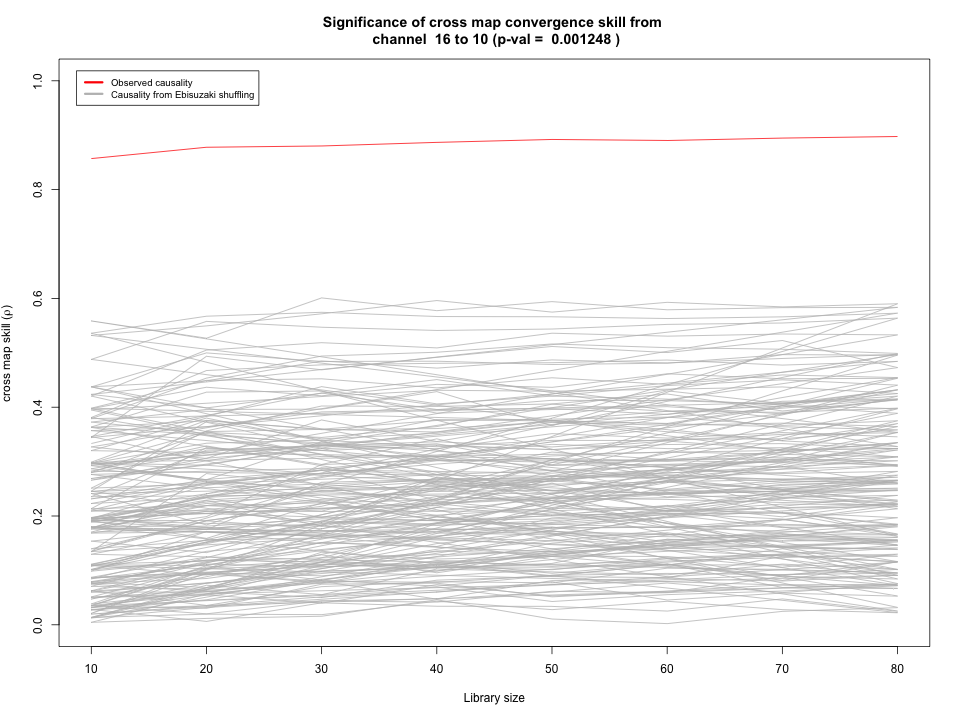 Significance of cross map convergence skill from
channel  16 to 10 (p-val =  0.001248 )
Observed causality
Causality from Ebisuzaki shuffling
cross map skill (ρ)
1.0
0.8
0.6
0.4
0.2
0.0
10 20 30 40 50 60 70 80
Library size